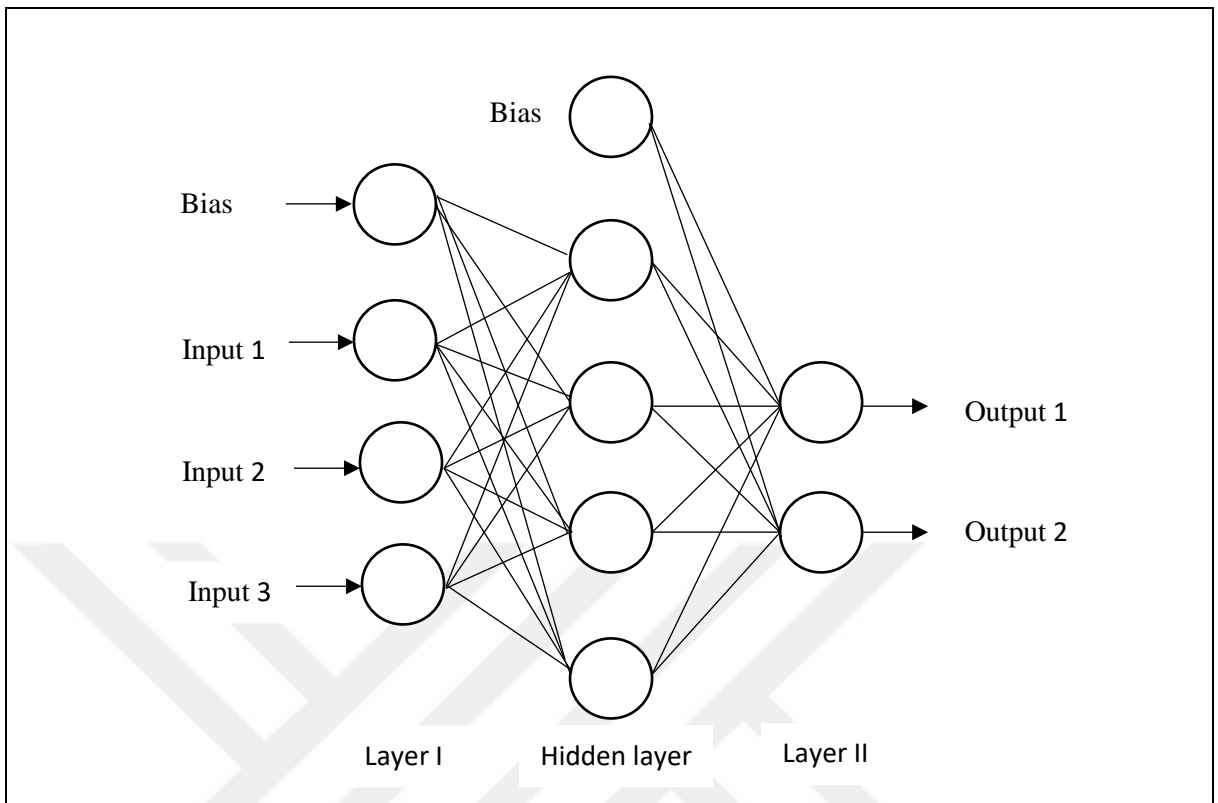 Bias
Bias
Input 1
Output 1
Input 2
Output 2
Input 3
Layer I
Hidden layer
Layer II